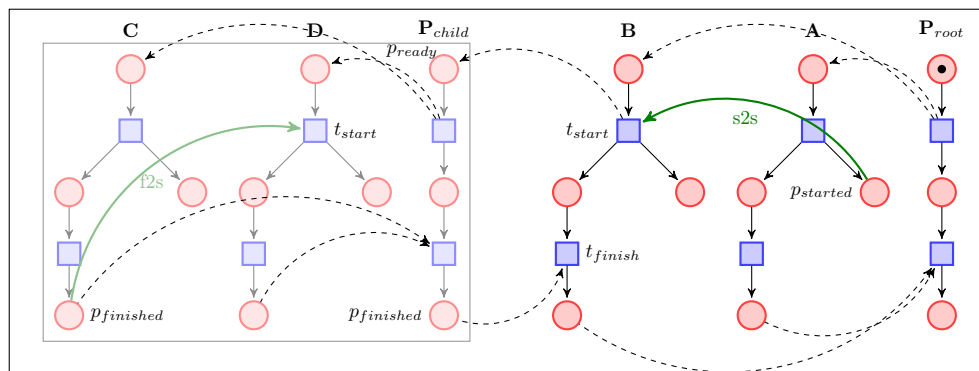 C D P_child B A P_root
p_ready
t_start t_start s2s
f2s p_started
t_finish
p_finished p_finished